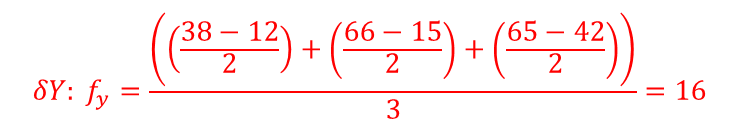 δY: f_y = (((38 − 12)/2) + ((66 − 15)/2) + ((65 − 42)/2))/3 = 16